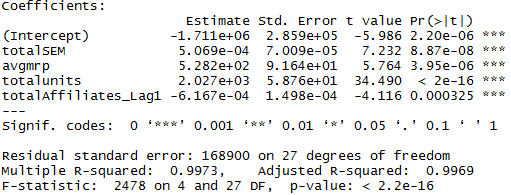 Coefficients:
Estimate Std. Error t value Pr(>|t|)
(Intercept) -1.711e+06 2.859e+05 -5.986 2.20e-06 ***
totalSEM 5.069e-04 7.009e-05 7.232 8.87e-08 ***
avgmrp 5.282e+02 9.164e+01 5.764 3.95e-06 ***
totalunits 2.027e+03 5.876e+01 34.490 < 2e-16 ***
totalAffiliates_Lag1 -6.167e-04 1.498e-04 -4.116 0.000325 ***
---
Signif. codes: 0 ‘***’ 0.001 ‘**’ 0.01 ‘*’ 0.05 ‘.’ 0.1 ‘ ’ 1
Residual standard error: 168900 on 27 degrees of freedom
Multiple R-squared: 0.9973, Adjusted R-squared: 0.9969
F-statistic: 2478 on 4 and 27 DF, p-value: < 2.2e-16